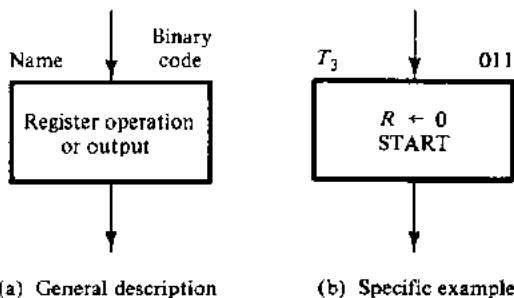 Name
Binary
code
Register operation
or output
(a) General description
T3
011
R ← 0
START
(b) Specific example